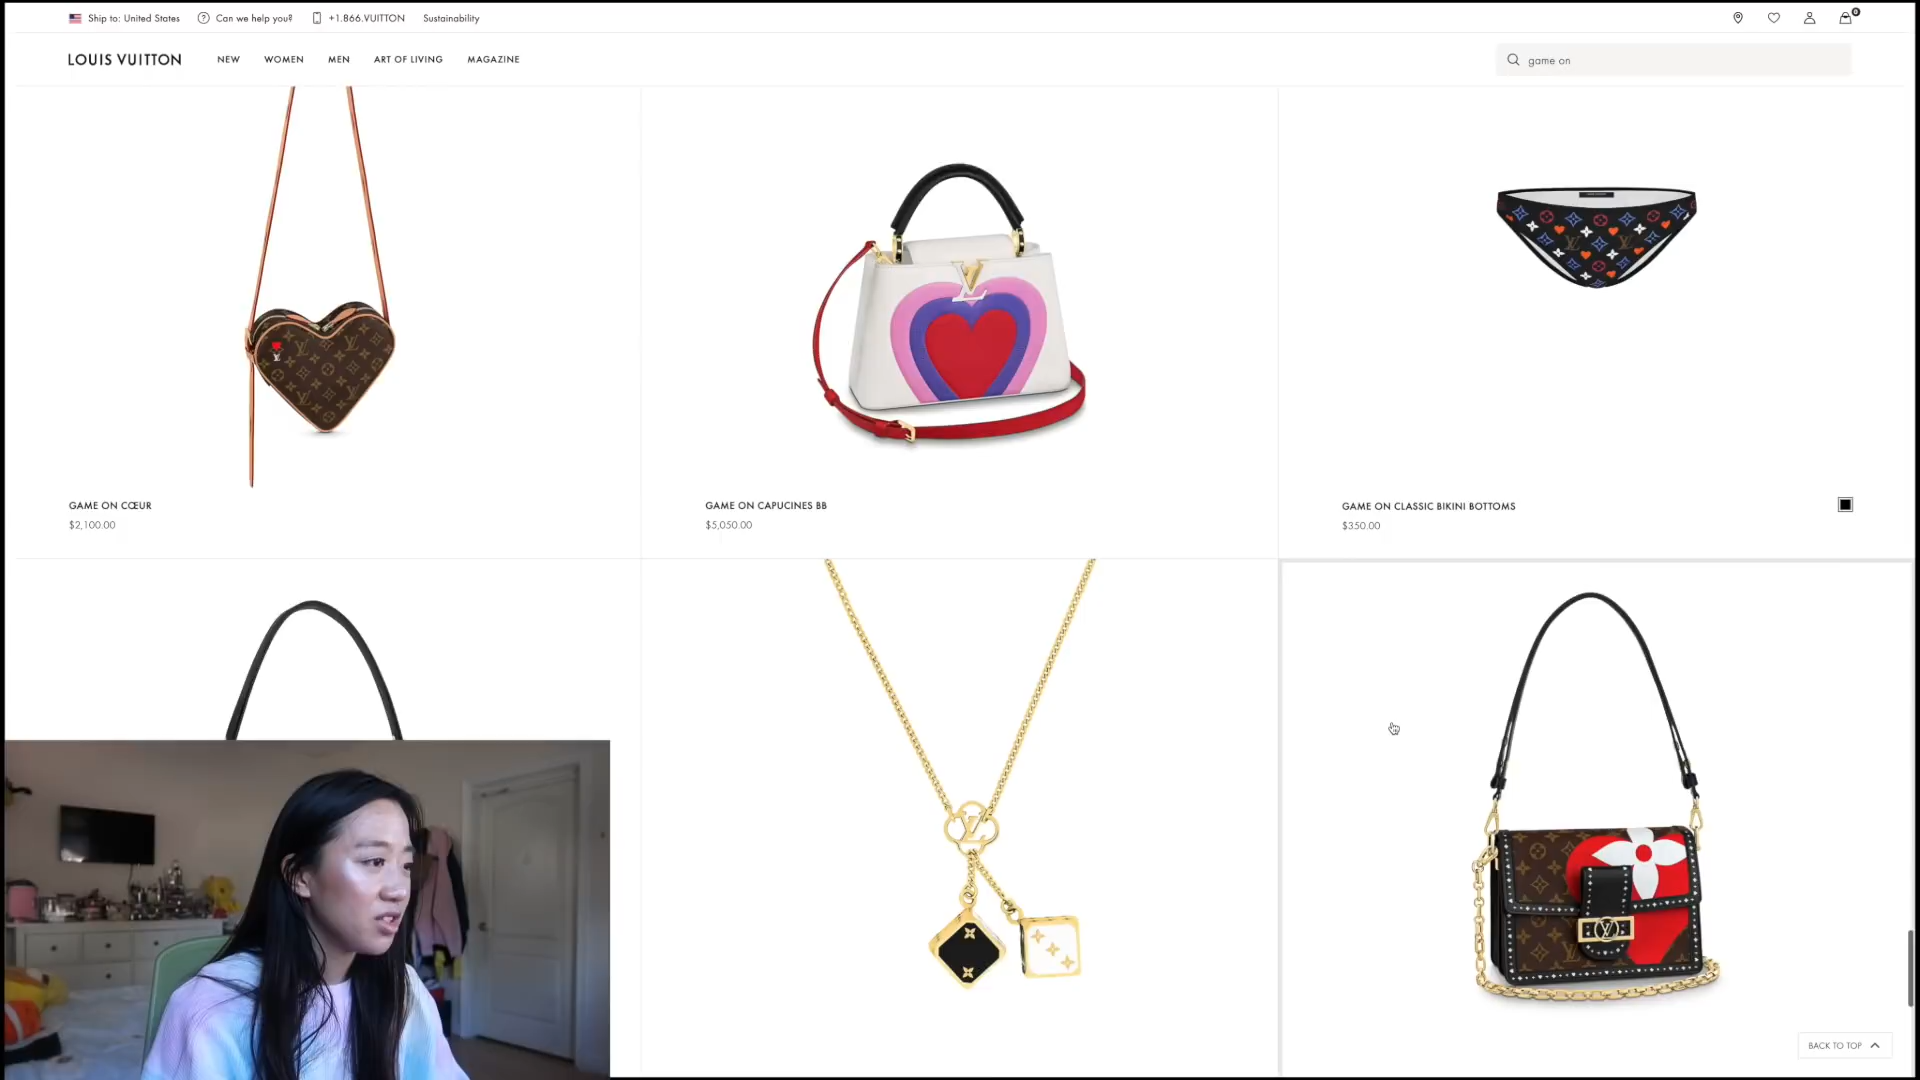 Ship to: United States
Can we help you?
+1.866.VUITTON
Sustainability
0
LOUIS VUITTON
NEW
WOMEN
MEN
ART OF LIVING
MAGAZINE
game on
GAME ON CŒUR
$2,100.00
GAME ON CAPUCINES BB
$5,050.00
GAME ON CLASSIC BIKINI BOTTOMS
$350.00
BACK TO TOP